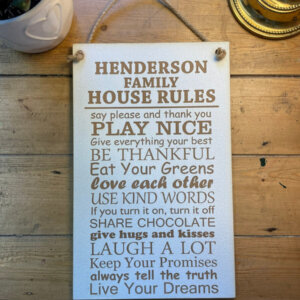 HENDERSON
FAMILY
HOUSE RULES
say please and thank you
PLAY NICE
Give everything your best
BE THANKFUL
Eat Your Greens
love each other
USE KIND WORDS
If you turn it on, turn it off
SHARE CHOCOLATE
give hugs and kisses
LAUGH A LOT
Keep Your Promises
always tell the truth
Live Your Dreams